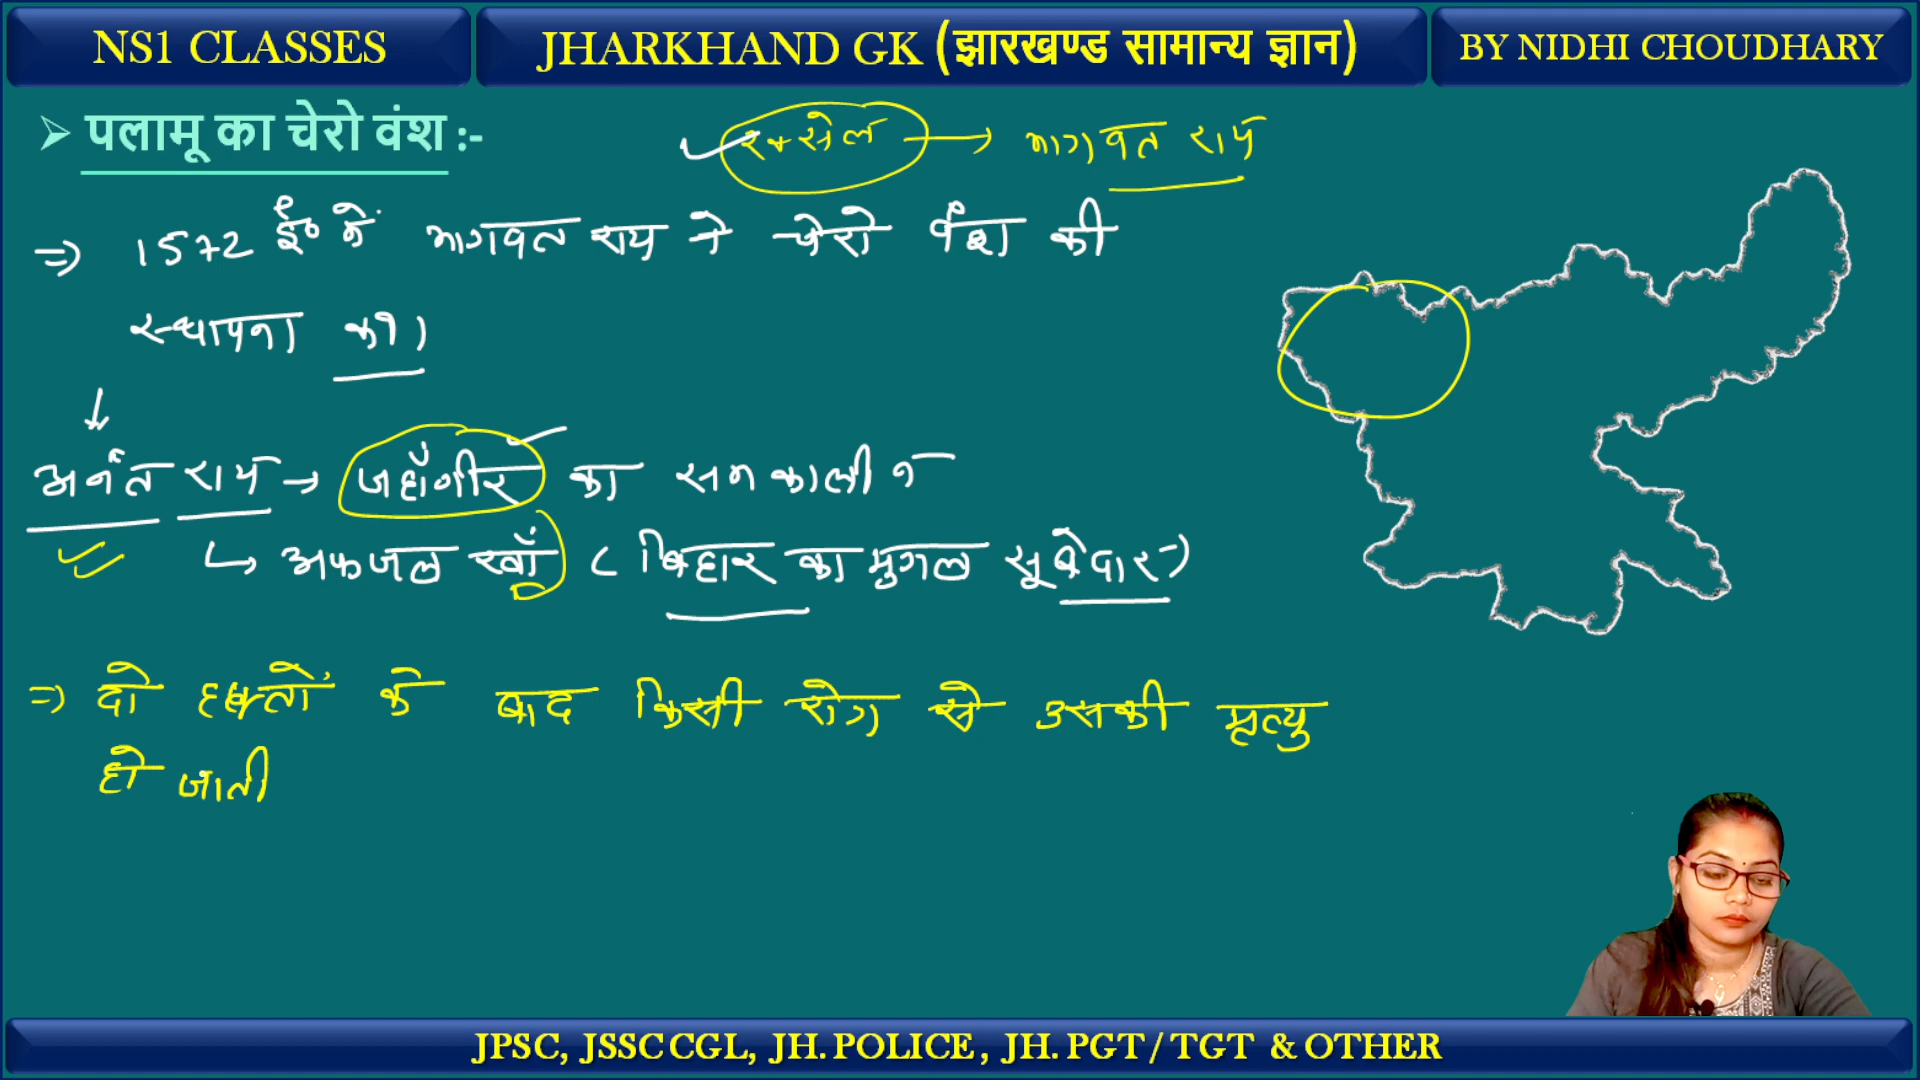 NS1 CLASSES
JHARKHAND GK (झारखण्ड सामान्य ज्ञान)
BY NIDHI CHOUDHARY
➢ पलामू का चेरो वंश :-
रक्सेल → भागवत राय
⇒ 1572 ई० में भागवत राय ने चेरो वंश की
स्थापना की।
↓
अनंत राय → जहाँगीर का समकालीन
↳ अफजल खाँ ( बिहार का मुगल सूबेदार )
⇒ दो हफ्तों के बाद किसी रोग से उसकी मृत्यु
हो जाती
JPSC, JSSC CGL, JH. POLICE, JH. PGT / TGT & OTHER